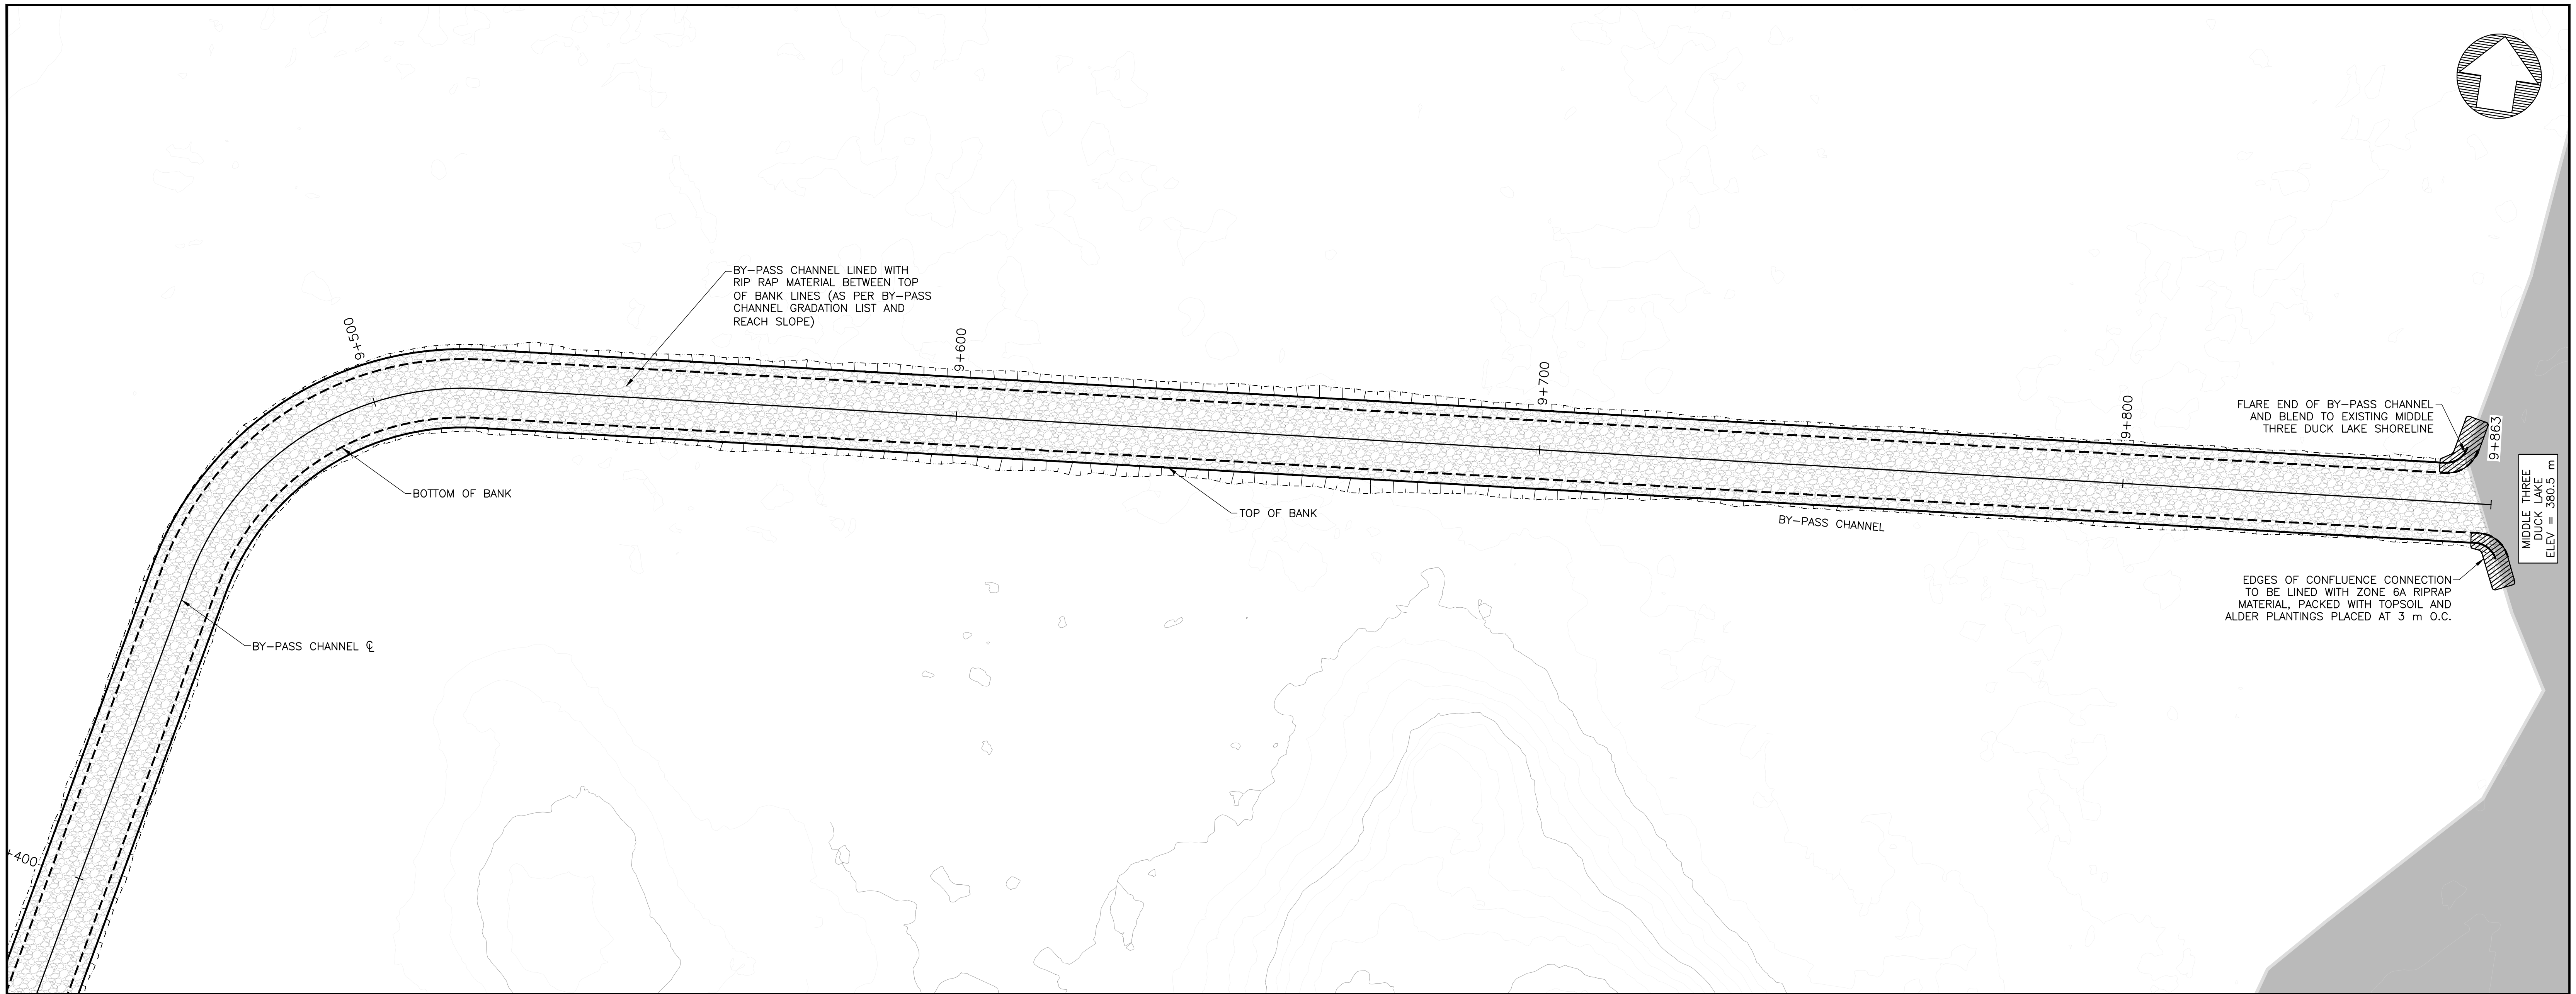 BY-PASS CHANNEL LINED WITH
RIP RAP MATERIAL BETWEEN TOP
OF BANK LINES (AS PER BY-PASS
CHANNEL GRADATION LIST AND
REACH SLOPE)
9+500
9+600
9+700
9+800
FLARE END OF BY-PASS CHANNEL
AND BLEND TO EXISTING MIDDLE
THREE DUCK LAKE SHORELINE
9+863
MIDDLE THREE
DUCK LAKE
ELEV = 380.5 m
BOTTOM OF BANK
TOP OF BANK
BY-PASS CHANNEL
EDGES OF CONFLUENCE CONNECTION
TO BE LINED WITH ZONE 6A RIPRAP
MATERIAL, PACKED WITH TOPSOIL AND
ALDER PLANTINGS PLACED AT 3 m O.C.
BY-PASS CHANNEL ℄
+400